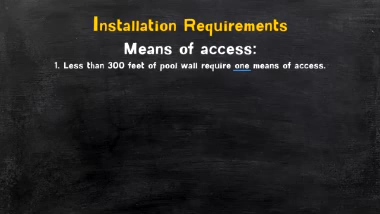 Installation Requirements
Means of access:
1. Less than 300 feet of pool wall require one means of access.